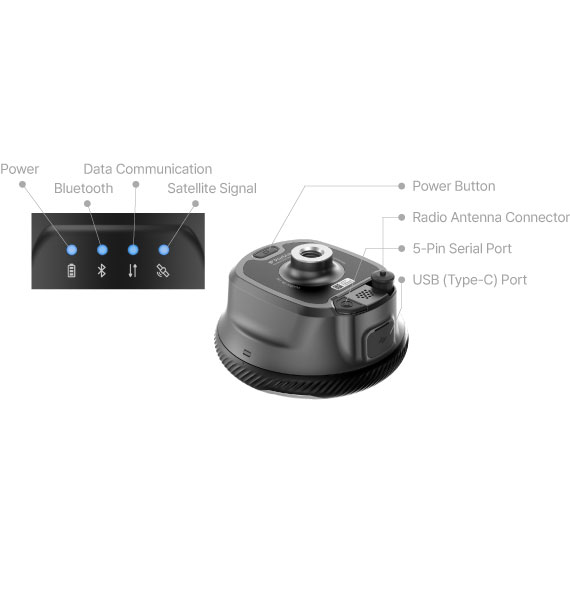 Power
Data Communication
Bluetooth
Satellite Signal
Power Button
Radio Antenna Connector
5-Pin Serial Port
USB (Type-C) Port